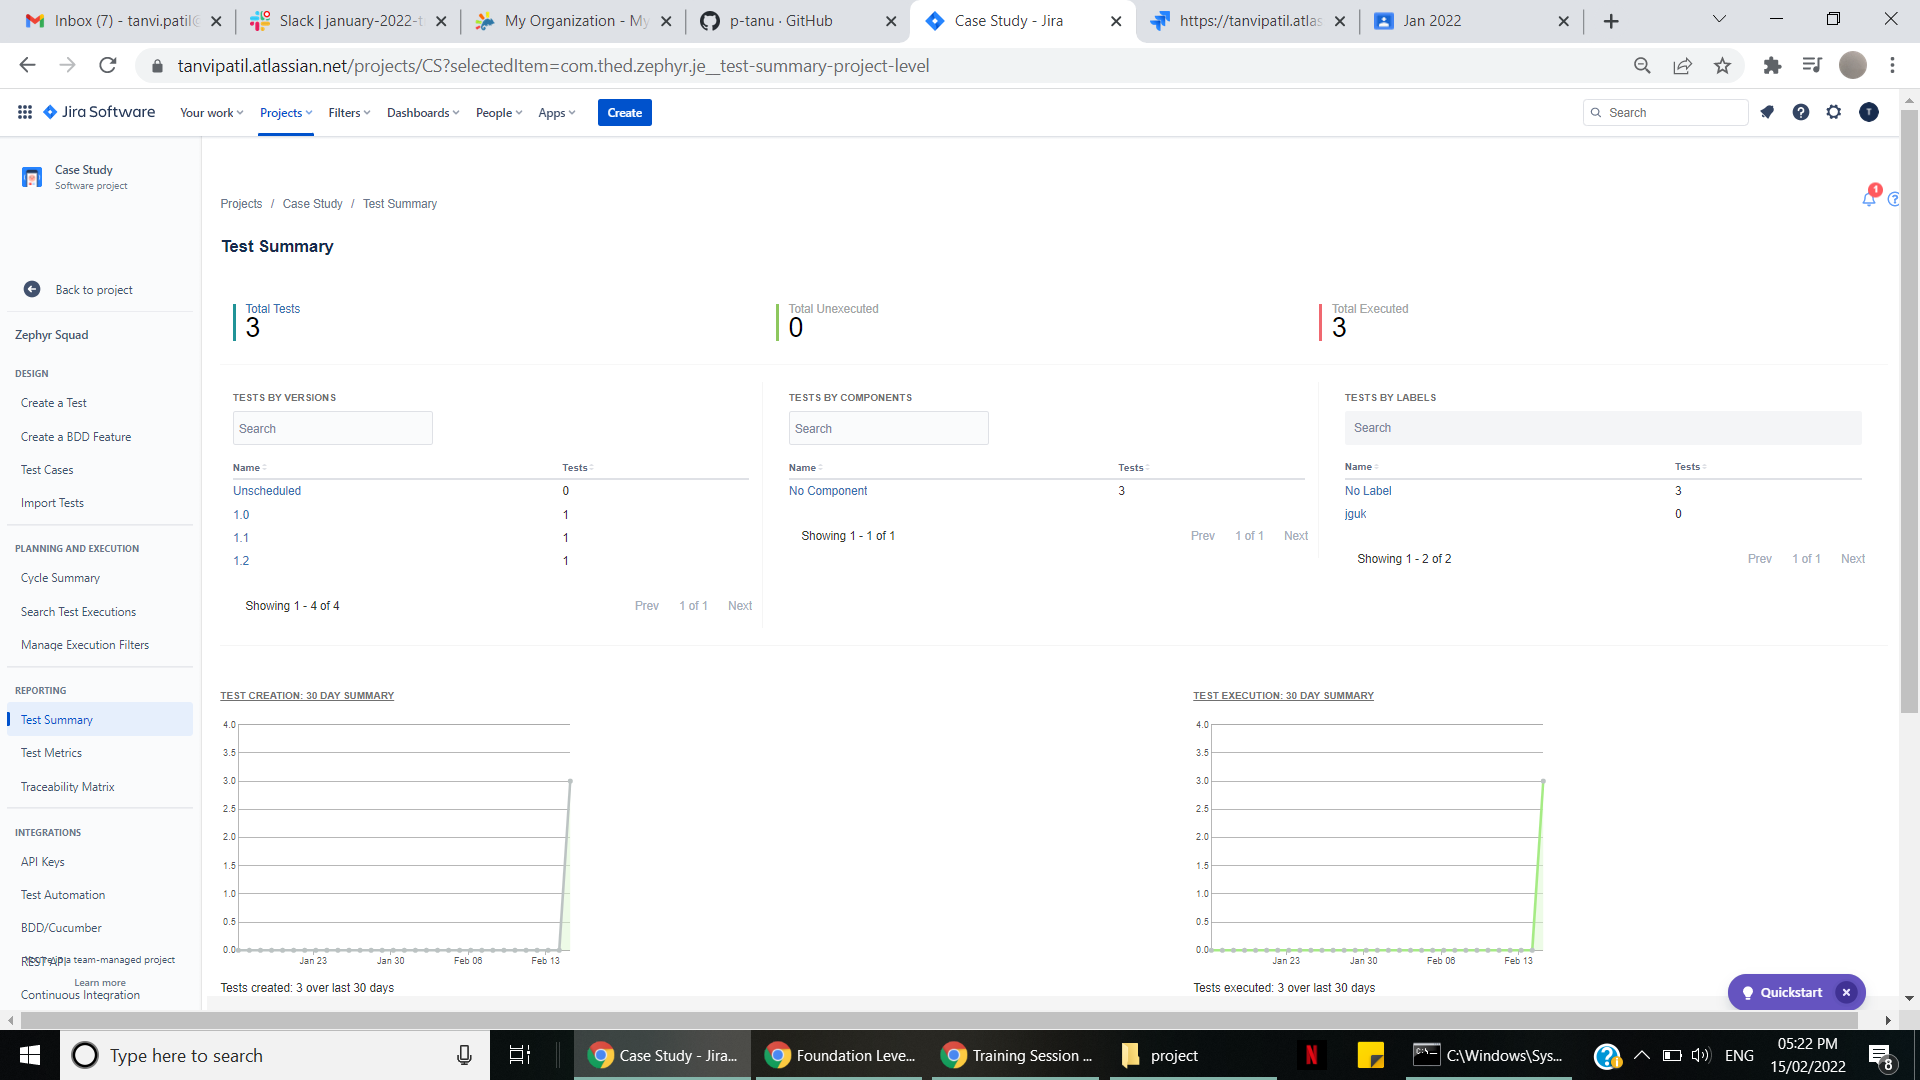 Inbox (7) - tanvi.patil@
Slack | january-2022-t
My Organization - My
p-tanu · GitHub
Case Study - Jira
https://tanvipatil.atlas
Jan 2022
tanvipatil.atlassian.net/projects/CS?selectedItem=com.thed.zephyr.je__test-summary-project-level
Jira Software
Your work
Projects
Filters
Dashboards
People
Apps
Create
Search
T
Case Study
Software project
Back to project
Zephyr Squad
DESIGN
Create a Test
Create a BDD Feature
Test Cases
Import Tests
PLANNING AND EXECUTION
Cycle Summary
Search Test Executions
Manage Execution Filters
REPORTING
Test Summary
Test Metrics
Traceability Matrix
INTEGRATIONS
API Keys
Test Automation
BDD/Cucumber
REST API
You're in a team-managed project
Learn more
Continuous Integration
Projects / Case Study / Test Summary
1
Test Summary
Total Tests
3
Total Unexecuted
0
Total Executed
3
TESTS BY VERSIONS
Search
Name Tests
Unscheduled 0
1.0 1
1.1 1
1.2 1
Showing 1 - 4 of 4 Prev 1 of 1 Next
TESTS BY COMPONENTS
Search
Name Tests
No Component 3
Showing 1 - 1 of 1 Prev 1 of 1 Next
TESTS BY LABELS
Search
Name Tests
No Label 3
jguk 0
Showing 1 - 2 of 2 Prev 1 of 1 Next
TEST CREATION: 30 DAY SUMMARY
4.0
3.5
3.0
2.5
2.0
1.5
1.0
0.5
0.0
Jan 23 Jan 30 Feb 06 Feb 13
Tests created: 3 over last 30 days
TEST EXECUTION: 30 DAY SUMMARY
4.0
3.5
3.0
2.5
2.0
1.5
1.0
0.5
0.0
Jan 23 Jan 30 Feb 06 Feb 13
Tests executed: 3 over last 30 days
Quickstart
Type here to search
Case Study - Jira...
Foundation Leve...
Training Session ...
project
N
C:\Windows\Sys...
ENG
05:22 PM
15/02/2022
8